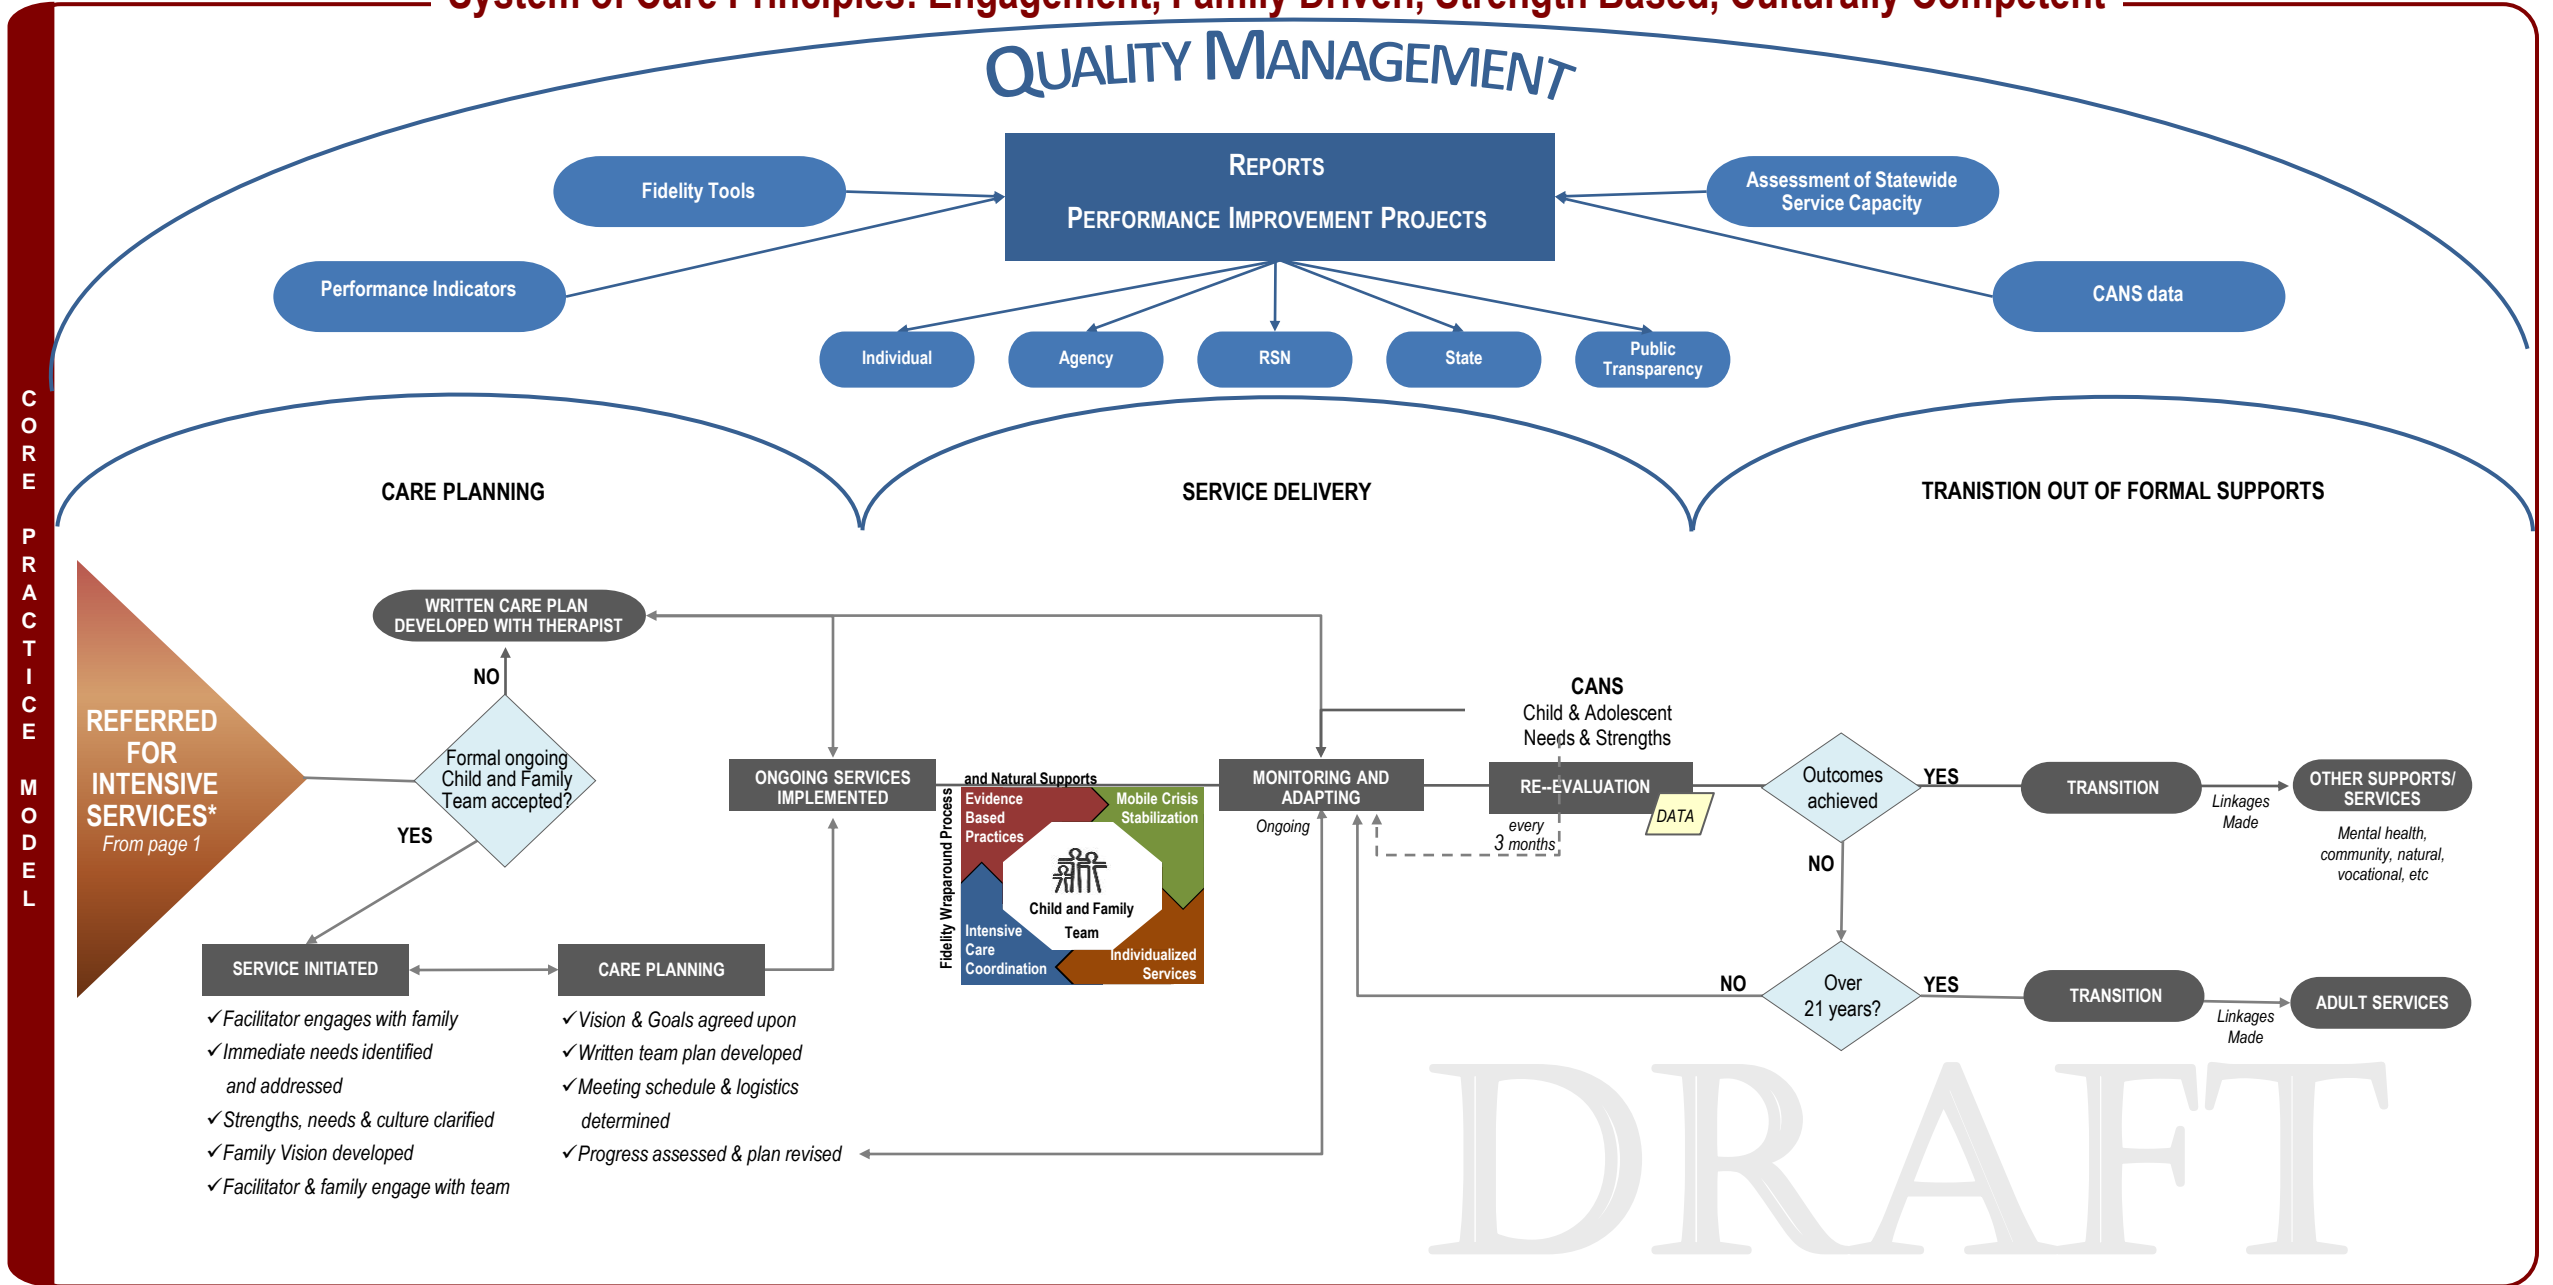 System of Care Principles: Engagement, Family Driven, Strength Based, Culturally Competent
QUALITY MANAGEMENT
REPORTS
PERFORMANCE IMPROVEMENT PROJECTS
Fidelity Tools
Performance Indicators
Assessment of Statewide
Service Capacity
CANS data
Individual
Agency
RSN
State
Public
Transparency
CORE PRACTICE MODEL
CARE PLANNING
SERVICE DELIVERY
TRANISTION OUT OF FORMAL SUPPORTS
REFERRED
FOR
INTENSIVE
SERVICES*
From page 1
WRITTEN CARE PLAN
DEVELOPED WITH THERAPIST
NO
Formal ongoing
Child and Family
Team accepted?
YES
SERVICE INITIATED
✓Facilitator engages with family
✓Immediate needs identified
and addressed
✓Strengths, needs & culture clarified
✓Family Vision developed
✓Facilitator & family engage with team
CARE PLANNING
✓Vision & Goals agreed upon
✓Written team plan developed
✓Meeting schedule & logistics
determined
✓Progress assessed & plan revised
ONGOING SERVICES
IMPLEMENTED
and Natural Supports
Fidelity Wraparound Process
Evidence
Based
Practices
Mobile Crisis
Stabilization
Child and Family
Team
Intensive
Care
Coordination
Individualized
Services
MONITORING AND
ADAPTING
Ongoing
CANS
Child & Adolescent
Needs & Strengths
RE--EVALUATION
DATA
every
3 months
Outcomes
achieved
YES
TRANSITION
Linkages
Made
OTHER SUPPORTS/
SERVICES
Mental health,
community, natural,
vocational, etc
NO
Over
21 years?
NO
YES
TRANSITION
Linkages
Made
ADULT SERVICES
DRAFT